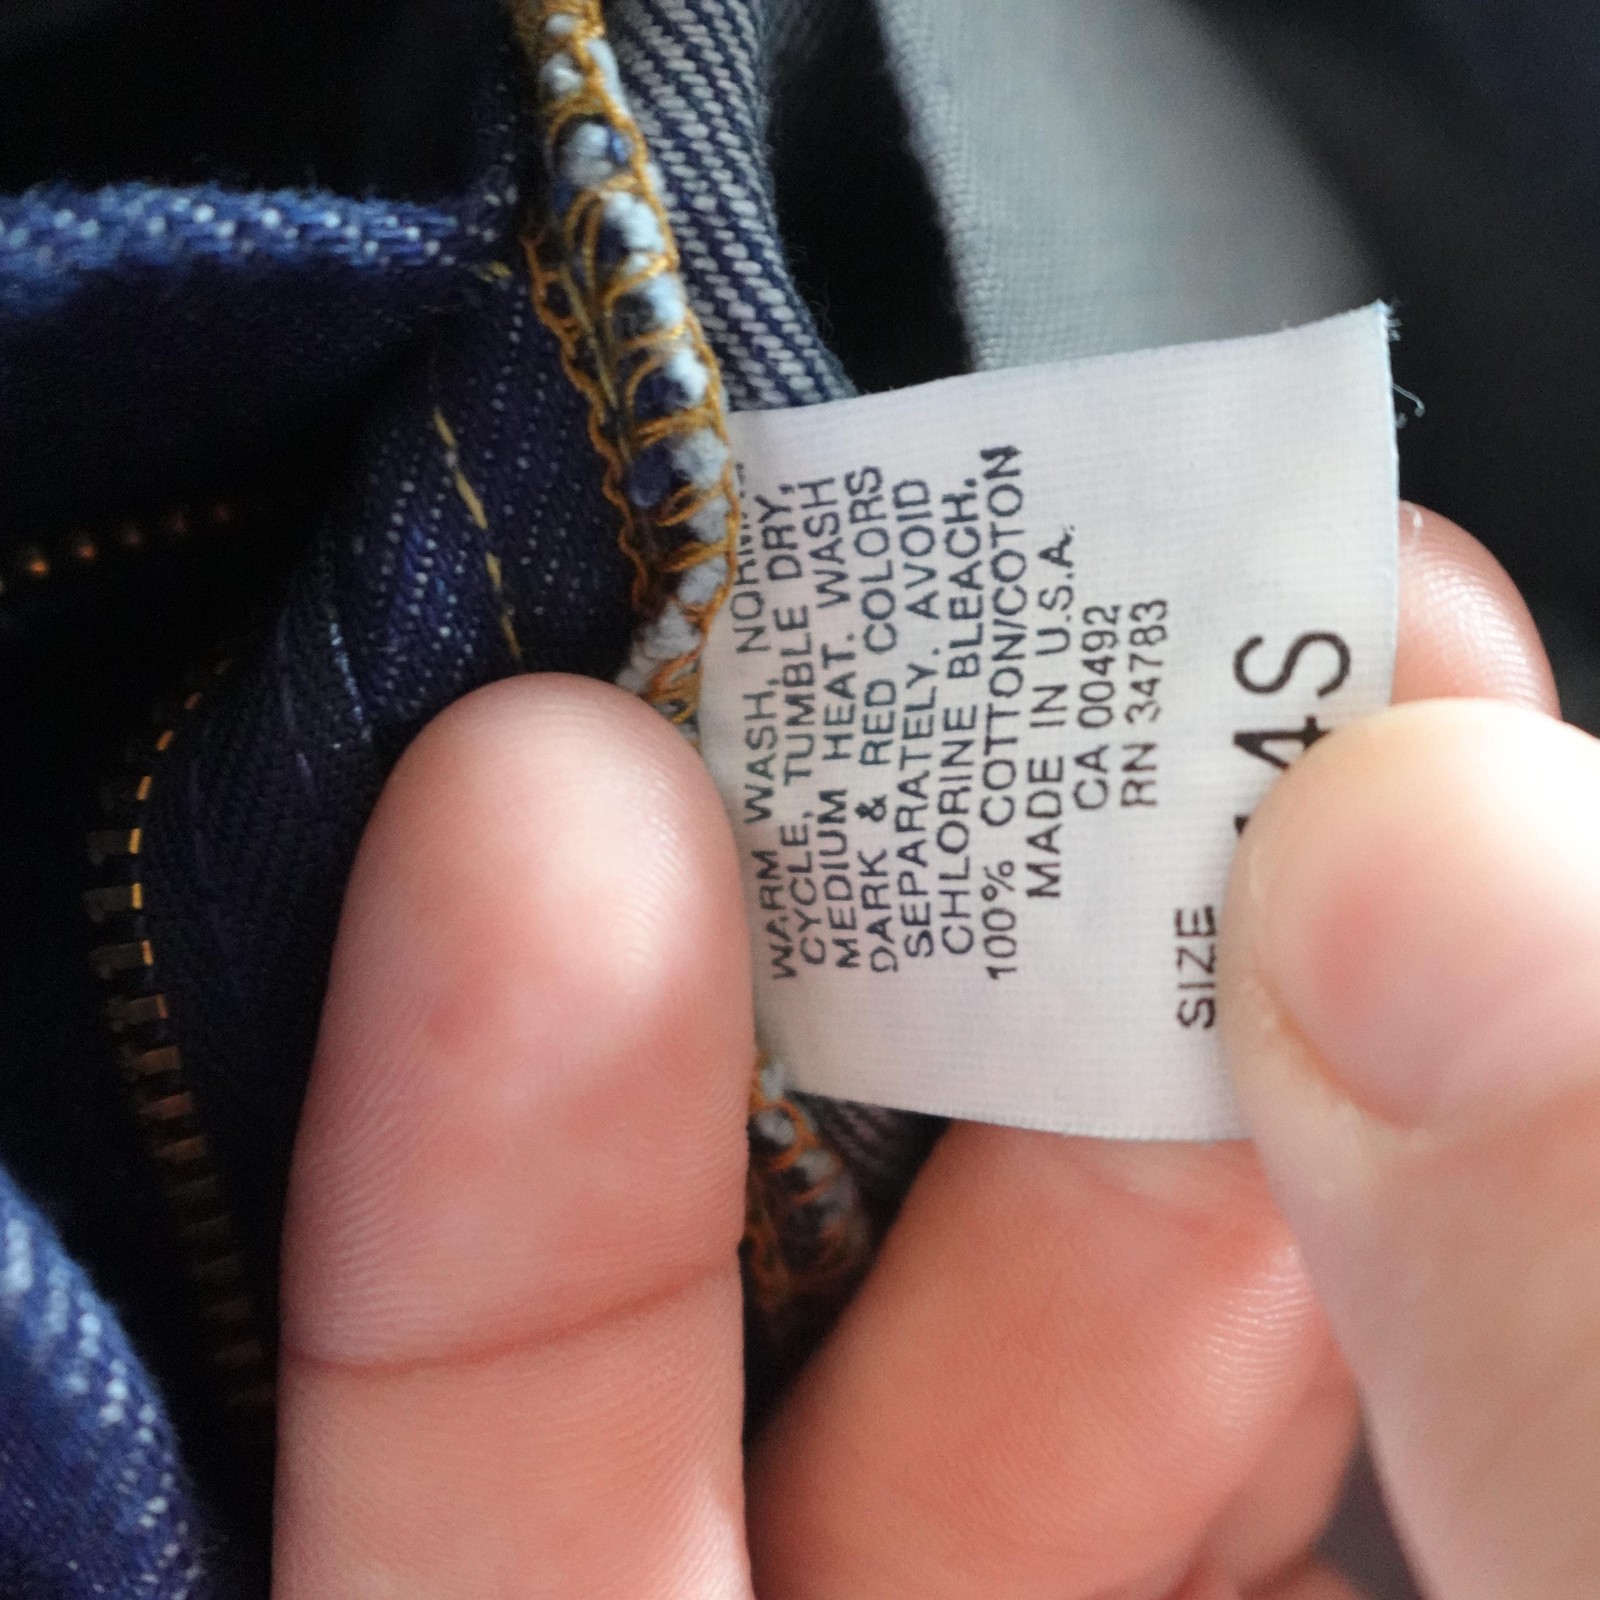 WARM WASH, NORMAL
CYCLE, TUMBLE DRY,
MEDIUM HEAT. WASH
DARK & RED COLORS
SEPARATELY. AVOID
CHLORINE BLEACH.
100% COTTON/COTON
MADE IN U.S.A.
CA 00492
RN 34783
SIZE